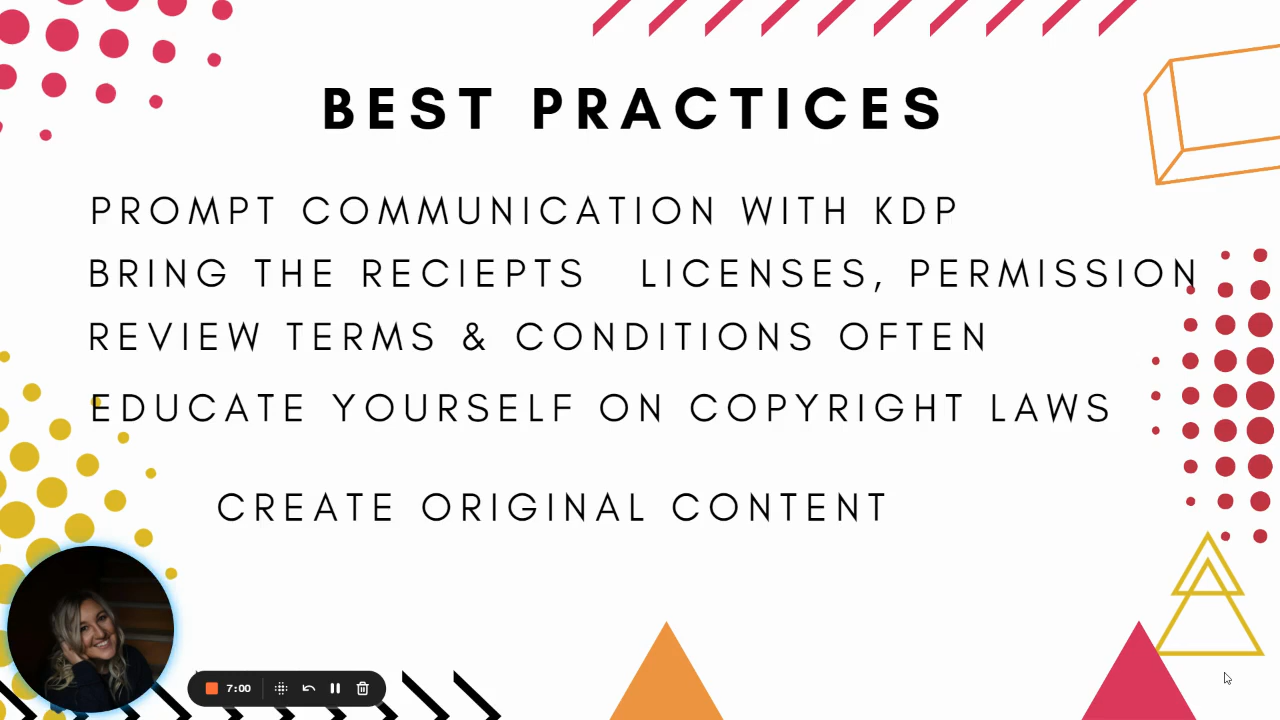 BEST PRACTICES
PROMPT COMMUNICATION WITH KDP
BRING THE RECIEPTS LICENSES, PERMISSION
REVIEW TERMS & CONDITIONS OFTEN
EDUCATE YOURSELF ON COPYRIGHT LAWS
CREATE ORIGINAL CONTENT
7:00